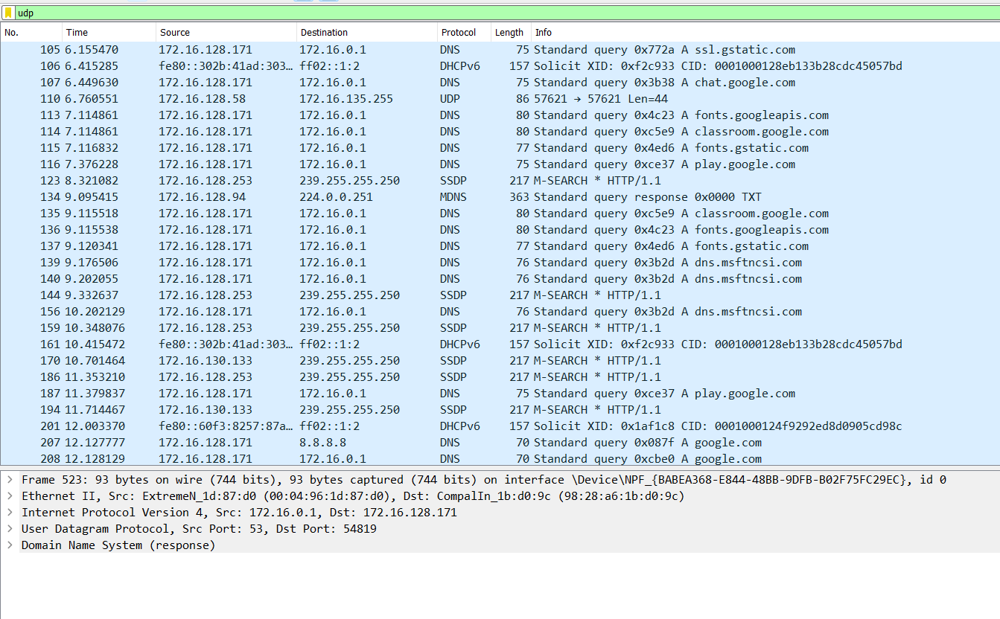 udp
No. Time Source Destination Protocol Length Info
105 6.155470 172.16.128.171 172.16.0.1 DNS 75 Standard query 0x772a A ssl.gstatic.com
106 6.415285 fe80::302b:41ad:303… ff02::1:2 DHCPv6 157 Solicit XID: 0xf2c933 CID: 0001000128eb133b28cdc45057bd
107 6.449630 172.16.128.171 172.16.0.1 DNS 75 Standard query 0x3b38 A chat.google.com
110 6.760551 172.16.128.58 172.16.135.255 UDP 86 57621 → 57621 Len=44
113 7.114861 172.16.128.171 172.16.0.1 DNS 80 Standard query 0x4c23 A fonts.googleapis.com
114 7.114861 172.16.128.171 172.16.0.1 DNS 80 Standard query 0xc5e9 A classroom.google.com
115 7.116832 172.16.128.171 172.16.0.1 DNS 77 Standard query 0x4ed6 A fonts.gstatic.com
116 7.376228 172.16.128.171 172.16.0.1 DNS 75 Standard query 0xce37 A play.google.com
123 8.321082 172.16.128.253 239.255.255.250 SSDP 217 M-SEARCH * HTTP/1.1
134 9.095415 172.16.128.94 224.0.0.251 MDNS 363 Standard query response 0x0000 TXT
135 9.115518 172.16.128.171 172.16.0.1 DNS 80 Standard query 0xc5e9 A classroom.google.com
136 9.115538 172.16.128.171 172.16.0.1 DNS 80 Standard query 0x4c23 A fonts.googleapis.com
137 9.120341 172.16.128.171 172.16.0.1 DNS 77 Standard query 0x4ed6 A fonts.gstatic.com
139 9.176506 172.16.128.171 172.16.0.1 DNS 76 Standard query 0x3b2d A dns.msftncsi.com
140 9.202055 172.16.128.171 172.16.0.1 DNS 76 Standard query 0x3b2d A dns.msftncsi.com
144 9.332637 172.16.128.253 239.255.255.250 SSDP 217 M-SEARCH * HTTP/1.1
156 10.202129 172.16.128.171 172.16.0.1 DNS 76 Standard query 0x3b2d A dns.msftncsi.com
159 10.348076 172.16.128.253 239.255.255.250 SSDP 217 M-SEARCH * HTTP/1.1
161 10.415472 fe80::302b:41ad:303… ff02::1:2 DHCPv6 157 Solicit XID: 0xf2c933 CID: 0001000128eb133b28cdc45057bd
170 10.701464 172.16.130.133 239.255.255.250 SSDP 217 M-SEARCH * HTTP/1.1
186 11.353210 172.16.128.253 239.255.255.250 SSDP 217 M-SEARCH * HTTP/1.1
187 11.379837 172.16.128.171 172.16.0.1 DNS 75 Standard query 0xce37 A play.google.com
194 11.714467 172.16.130.133 239.255.255.250 SSDP 217 M-SEARCH * HTTP/1.1
201 12.003370 fe80::60f3:8257:87a… ff02::1:2 DHCPv6 157 Solicit XID: 0x1af1c8 CID: 0001000124f9292ed8d0905cd98c
207 12.127777 172.16.128.171 8.8.8.8 DNS 70 Standard query 0x087f A google.com
208 12.128129 172.16.128.171 172.16.0.1 DNS 70 Standard query 0xcbe0 A google.com
Frame 523: 93 bytes on wire (744 bits), 93 bytes captured (744 bits) on interface \Device\NPF_{BABEA368-E844-48BB-9DFB-B02F75FC29EC}, id 0
Ethernet II, Src: ExtremeN_1d:87:d0 (00:04:96:1d:87:d0), Dst: CompalIn_1b:d0:9c (98:28:a6:1b:d0:9c)
Internet Protocol Version 4, Src: 172.16.0.1, Dst: 172.16.128.171
User Datagram Protocol, Src Port: 53, Dst Port: 54819
Domain Name System (response)